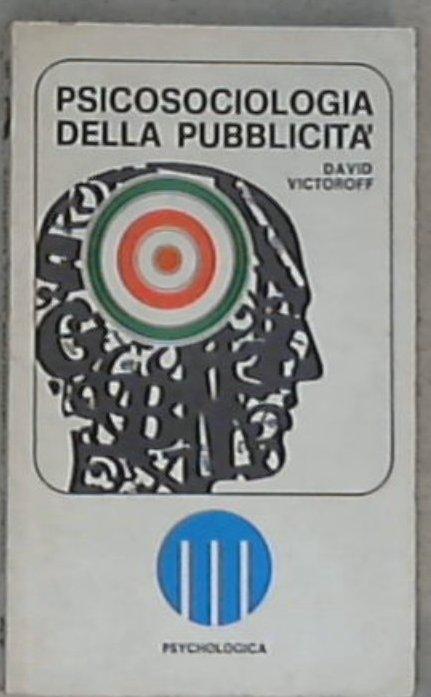 PSICOSOCIOLOGIA
DELLA PUBBLICITA'
DAVID
VICTOROFF
PSYCHOLOGICA